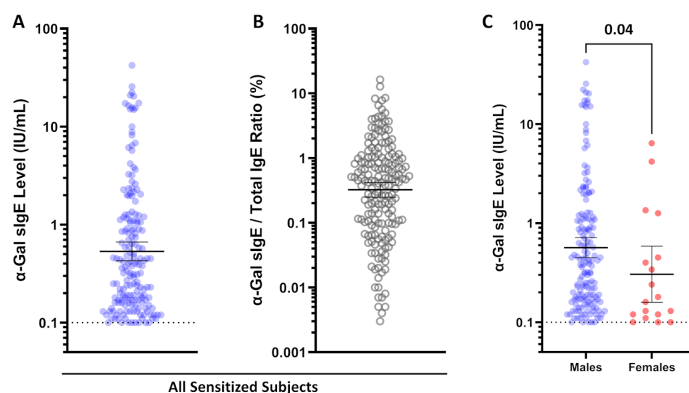 A
α-Gal sIgE Level (IU/mL)
100
10
1
0.1
B
α-Gal sIgE / Total IgE Ratio (%)
100
10
1
0.1
0.01
0.001
All Sensitized Subjects
C
α-Gal sIgE Level (IU/mL)
100
10
1
0.1
0.04
Males Females